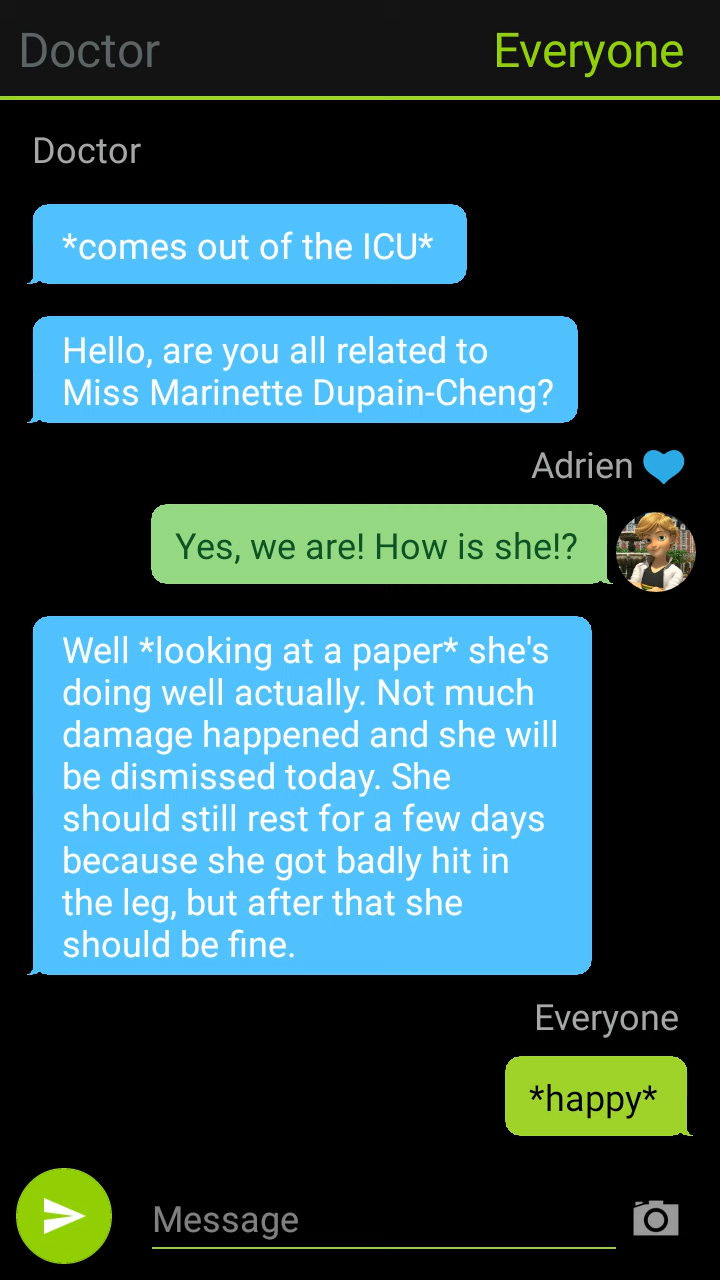 Doctor
Everyone
Doctor
*comes out of the ICU*
Hello, are you all related to
Miss Marinette Dupain-Cheng?
Adrien
Yes, we are! How is she!?
Well *looking at a paper* she's
doing well actually. Not much
damage happened and she will
be dismissed today. She
should still rest for a few days
because she got badly hit in
the leg, but after that she
should be fine.
Everyone
*happy*
Message